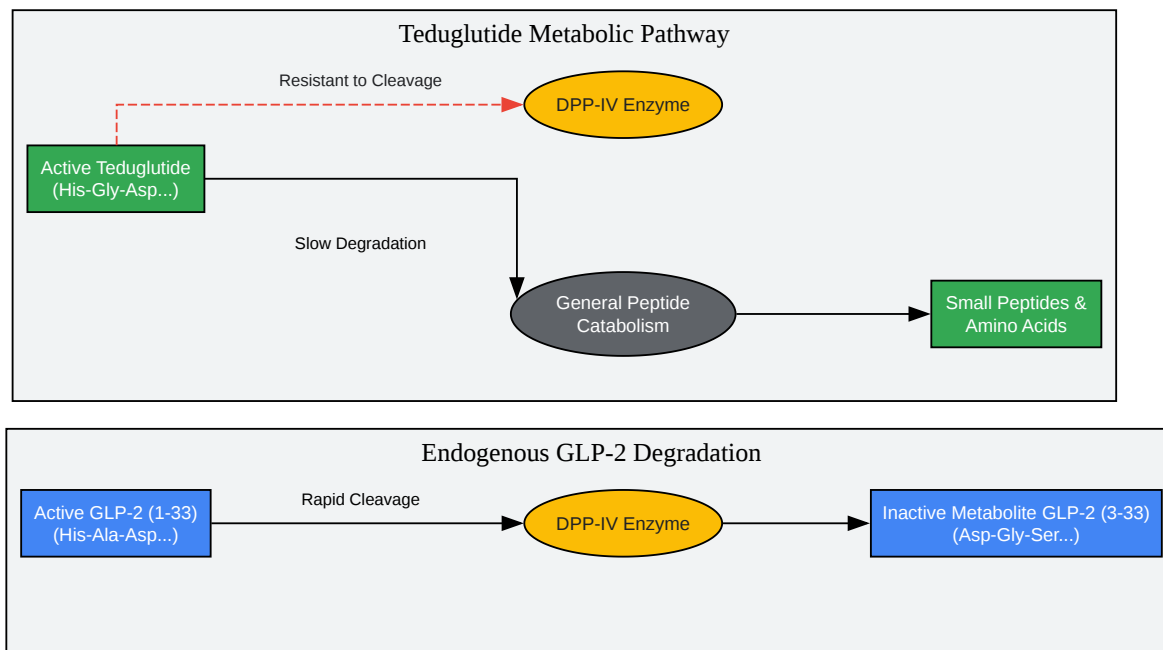 Teduglutide Metabolic Pathway
Resistant to Cleavage
DPP-IV Enzyme
Active Teduglutide
(His-Gly-Asp...)
Slow Degradation
General Peptide
Catabolism
Small Peptides &
Amino Acids
Endogenous GLP-2 Degradation
Active GLP-2 (1-33)
(His-Ala-Asp...)
Rapid Cleavage
DPP-IV Enzyme
Inactive Metabolite GLP-2 (3-33)
(Asp-Gly-Ser...)